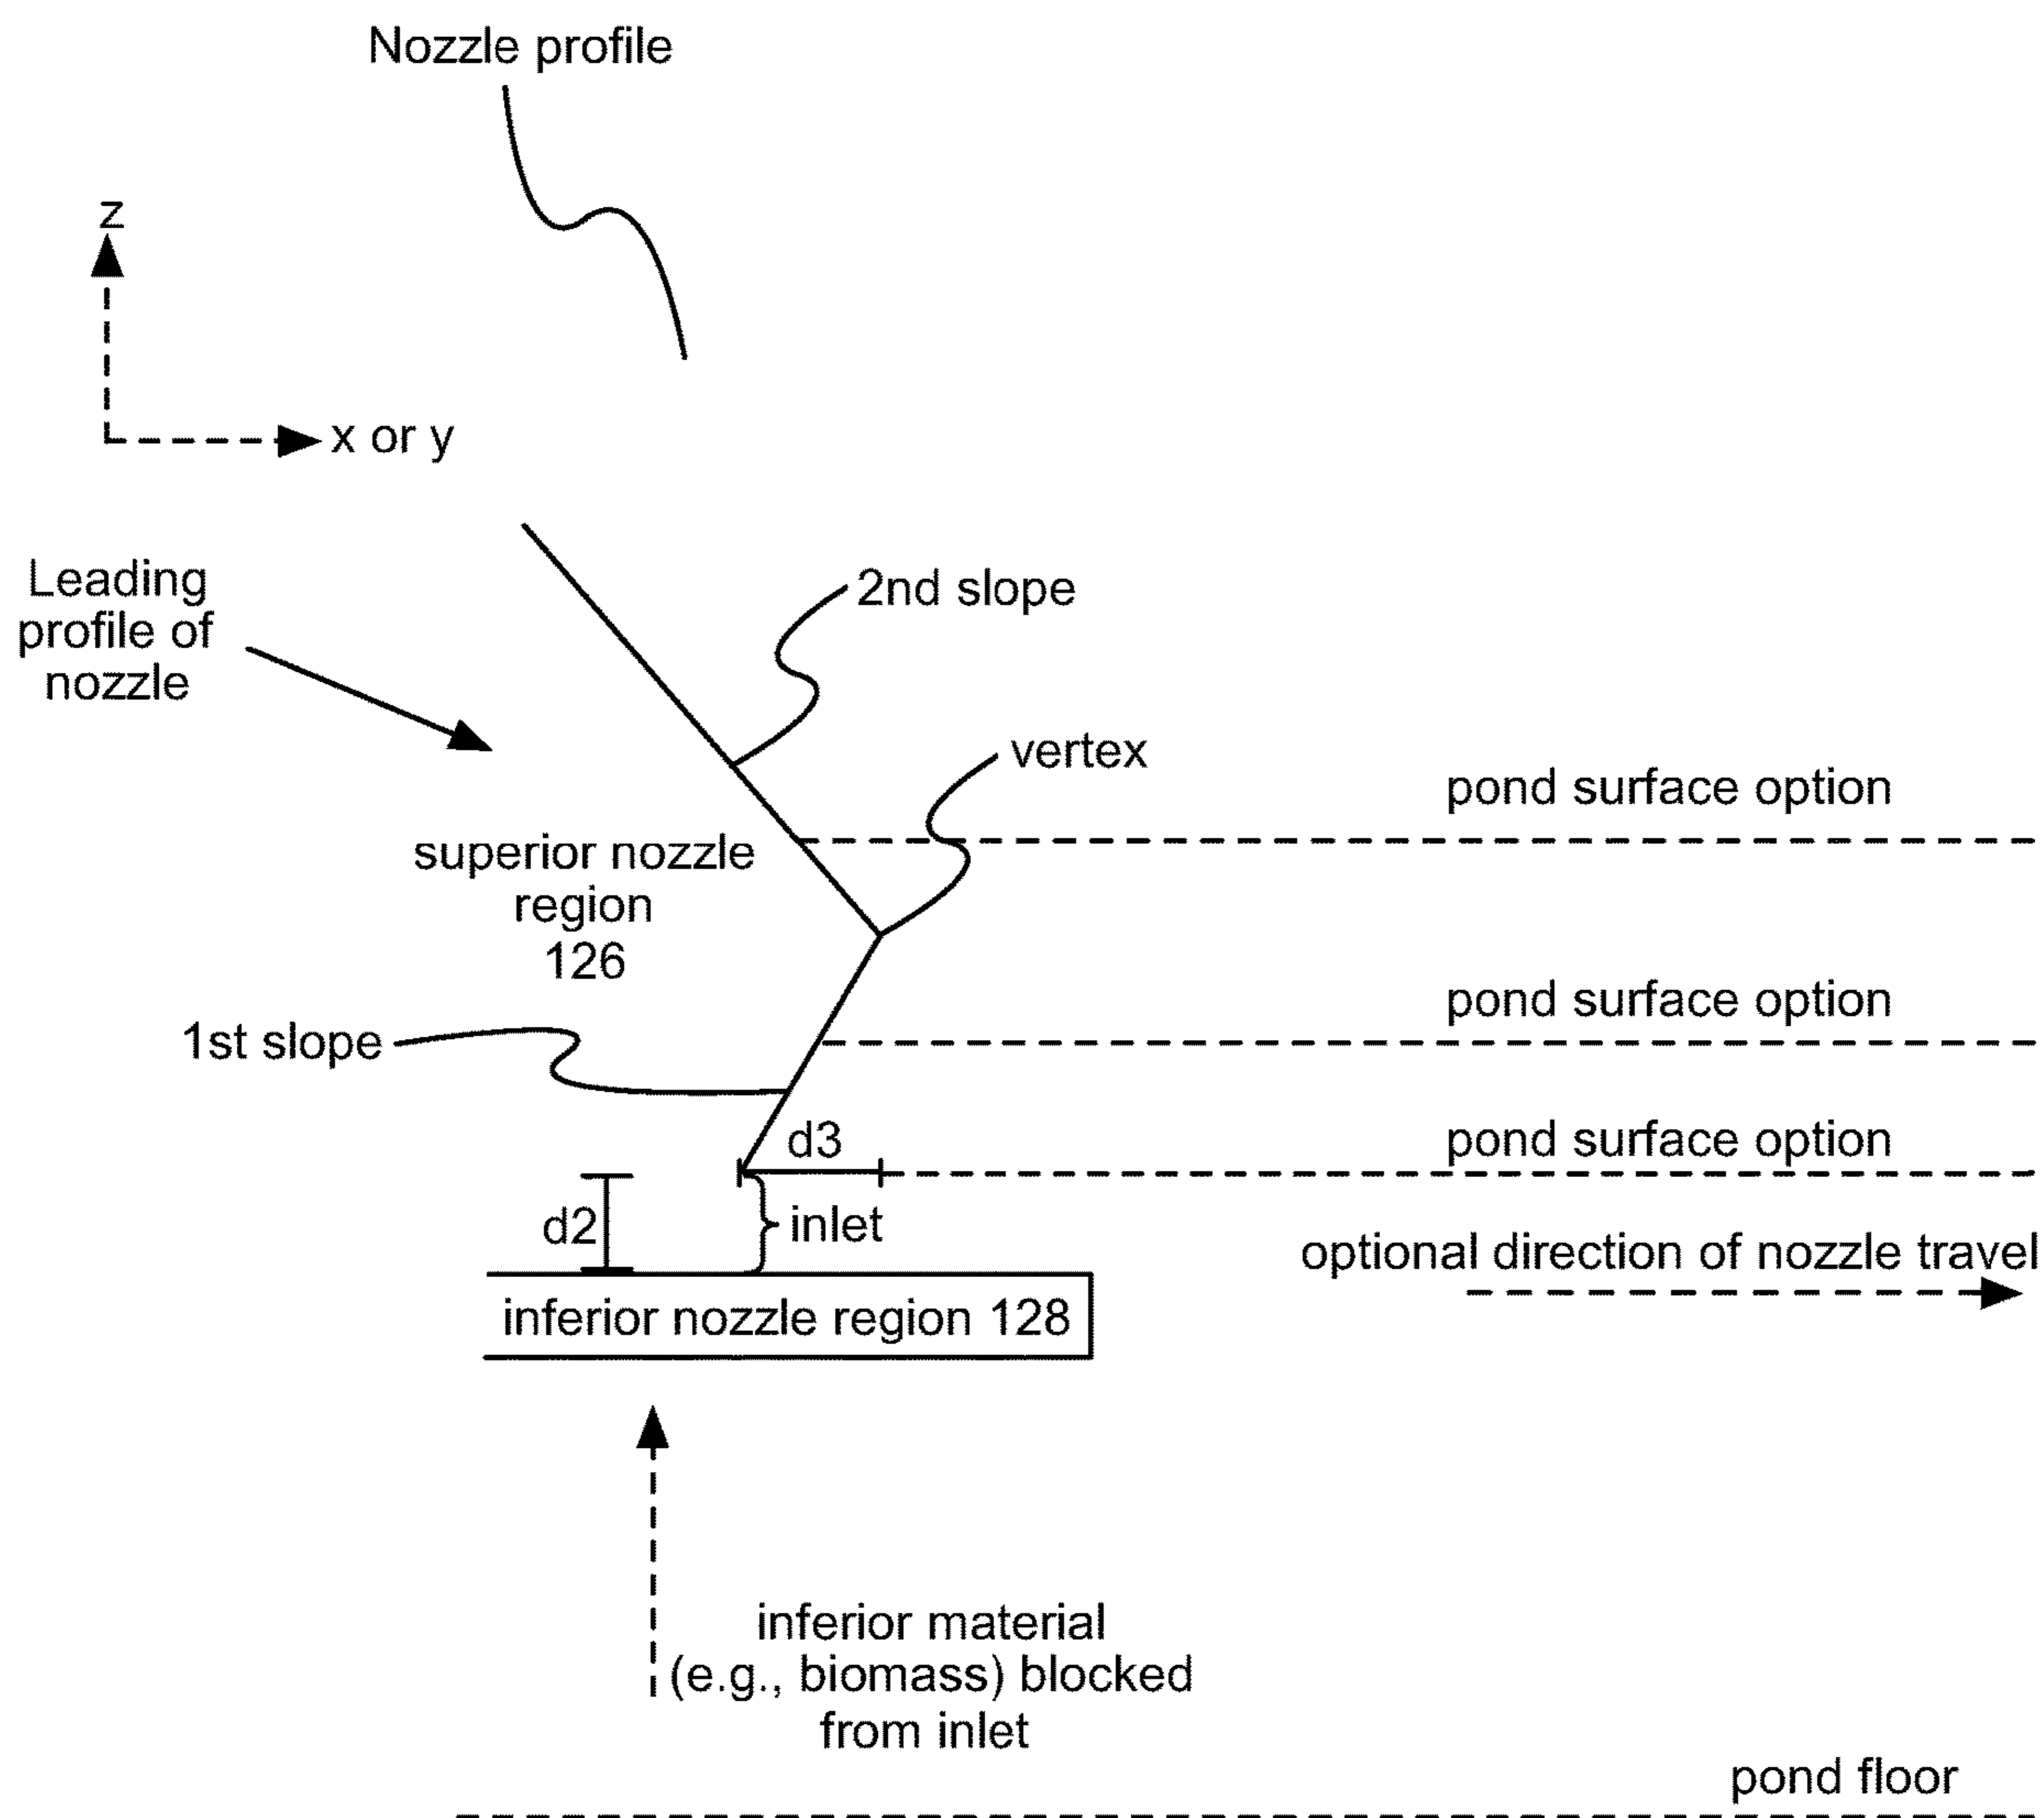 Nozzle profile
z
x or y
Leading
profile of
nozzle
2nd slope
vertex
pond surface option
superior nozzle
region
126
pond surface option
1st slope
d3
pond surface option
d2
inlet
optional direction of nozzle travel
inferior nozzle region 128
inferior material
(e.g., biomass) blocked
from inlet
pond floor